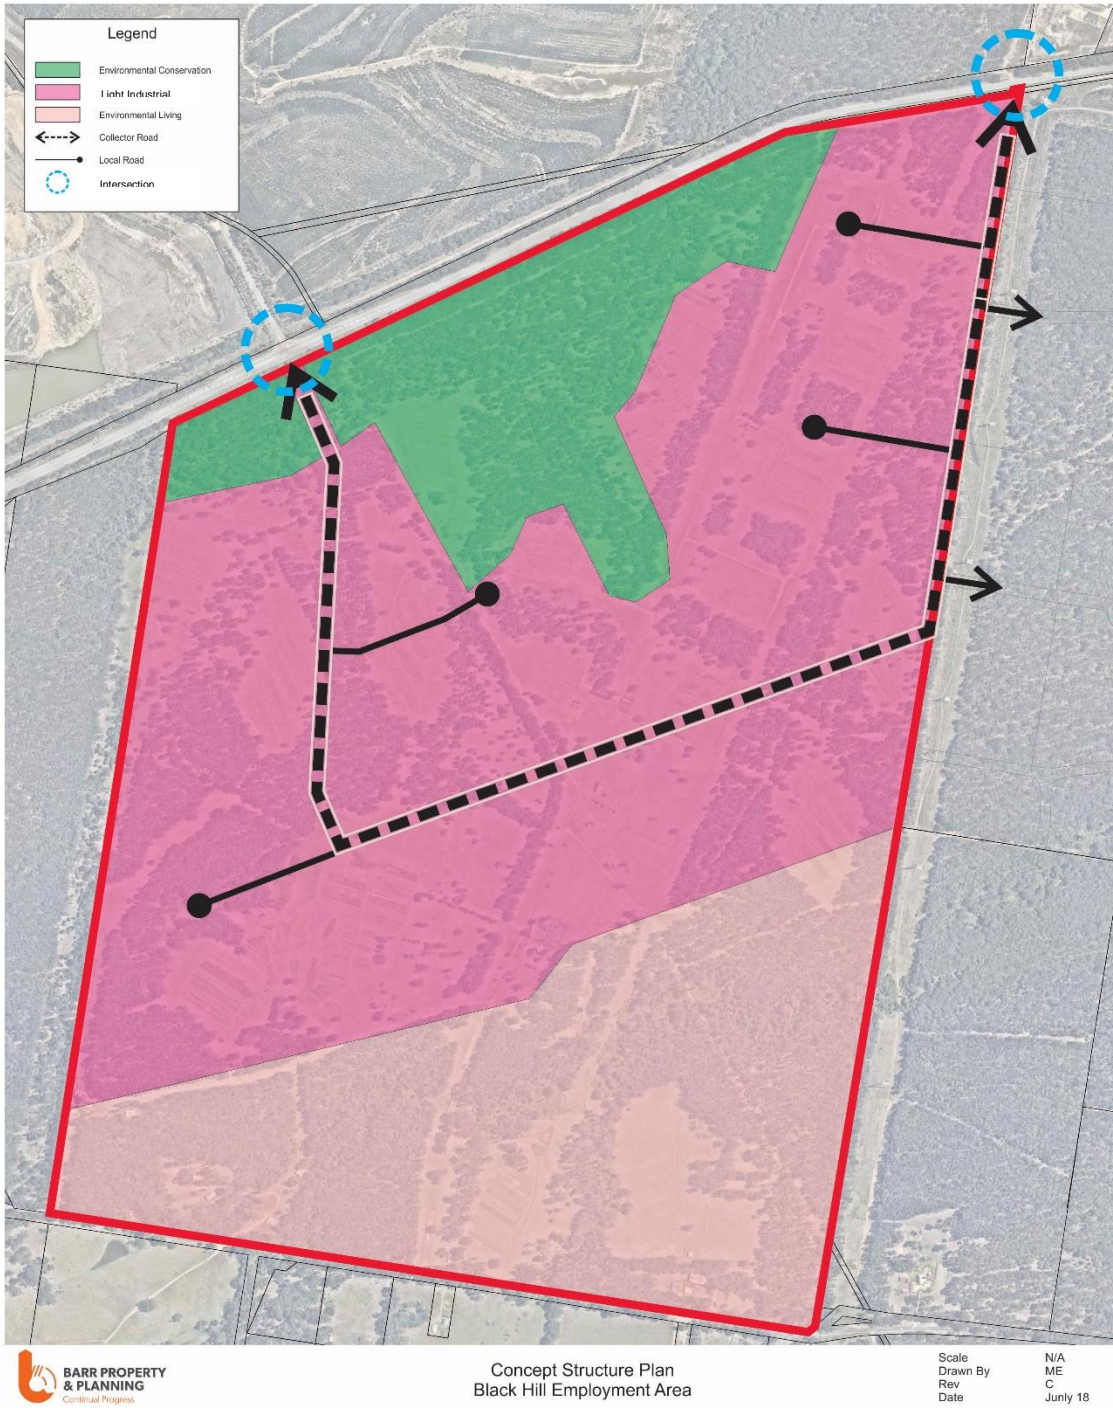 Legend
Environmental Conservation
Light Industrial
Environmental Living
Collector Road
Local Road
Intersection
BARR PROPERTY
& PLANNING
Continual Progress
Concept Structure Plan
Black Hill Employment Area
Scale N/A
Drawn By ME
Rev C
Date Junly 18